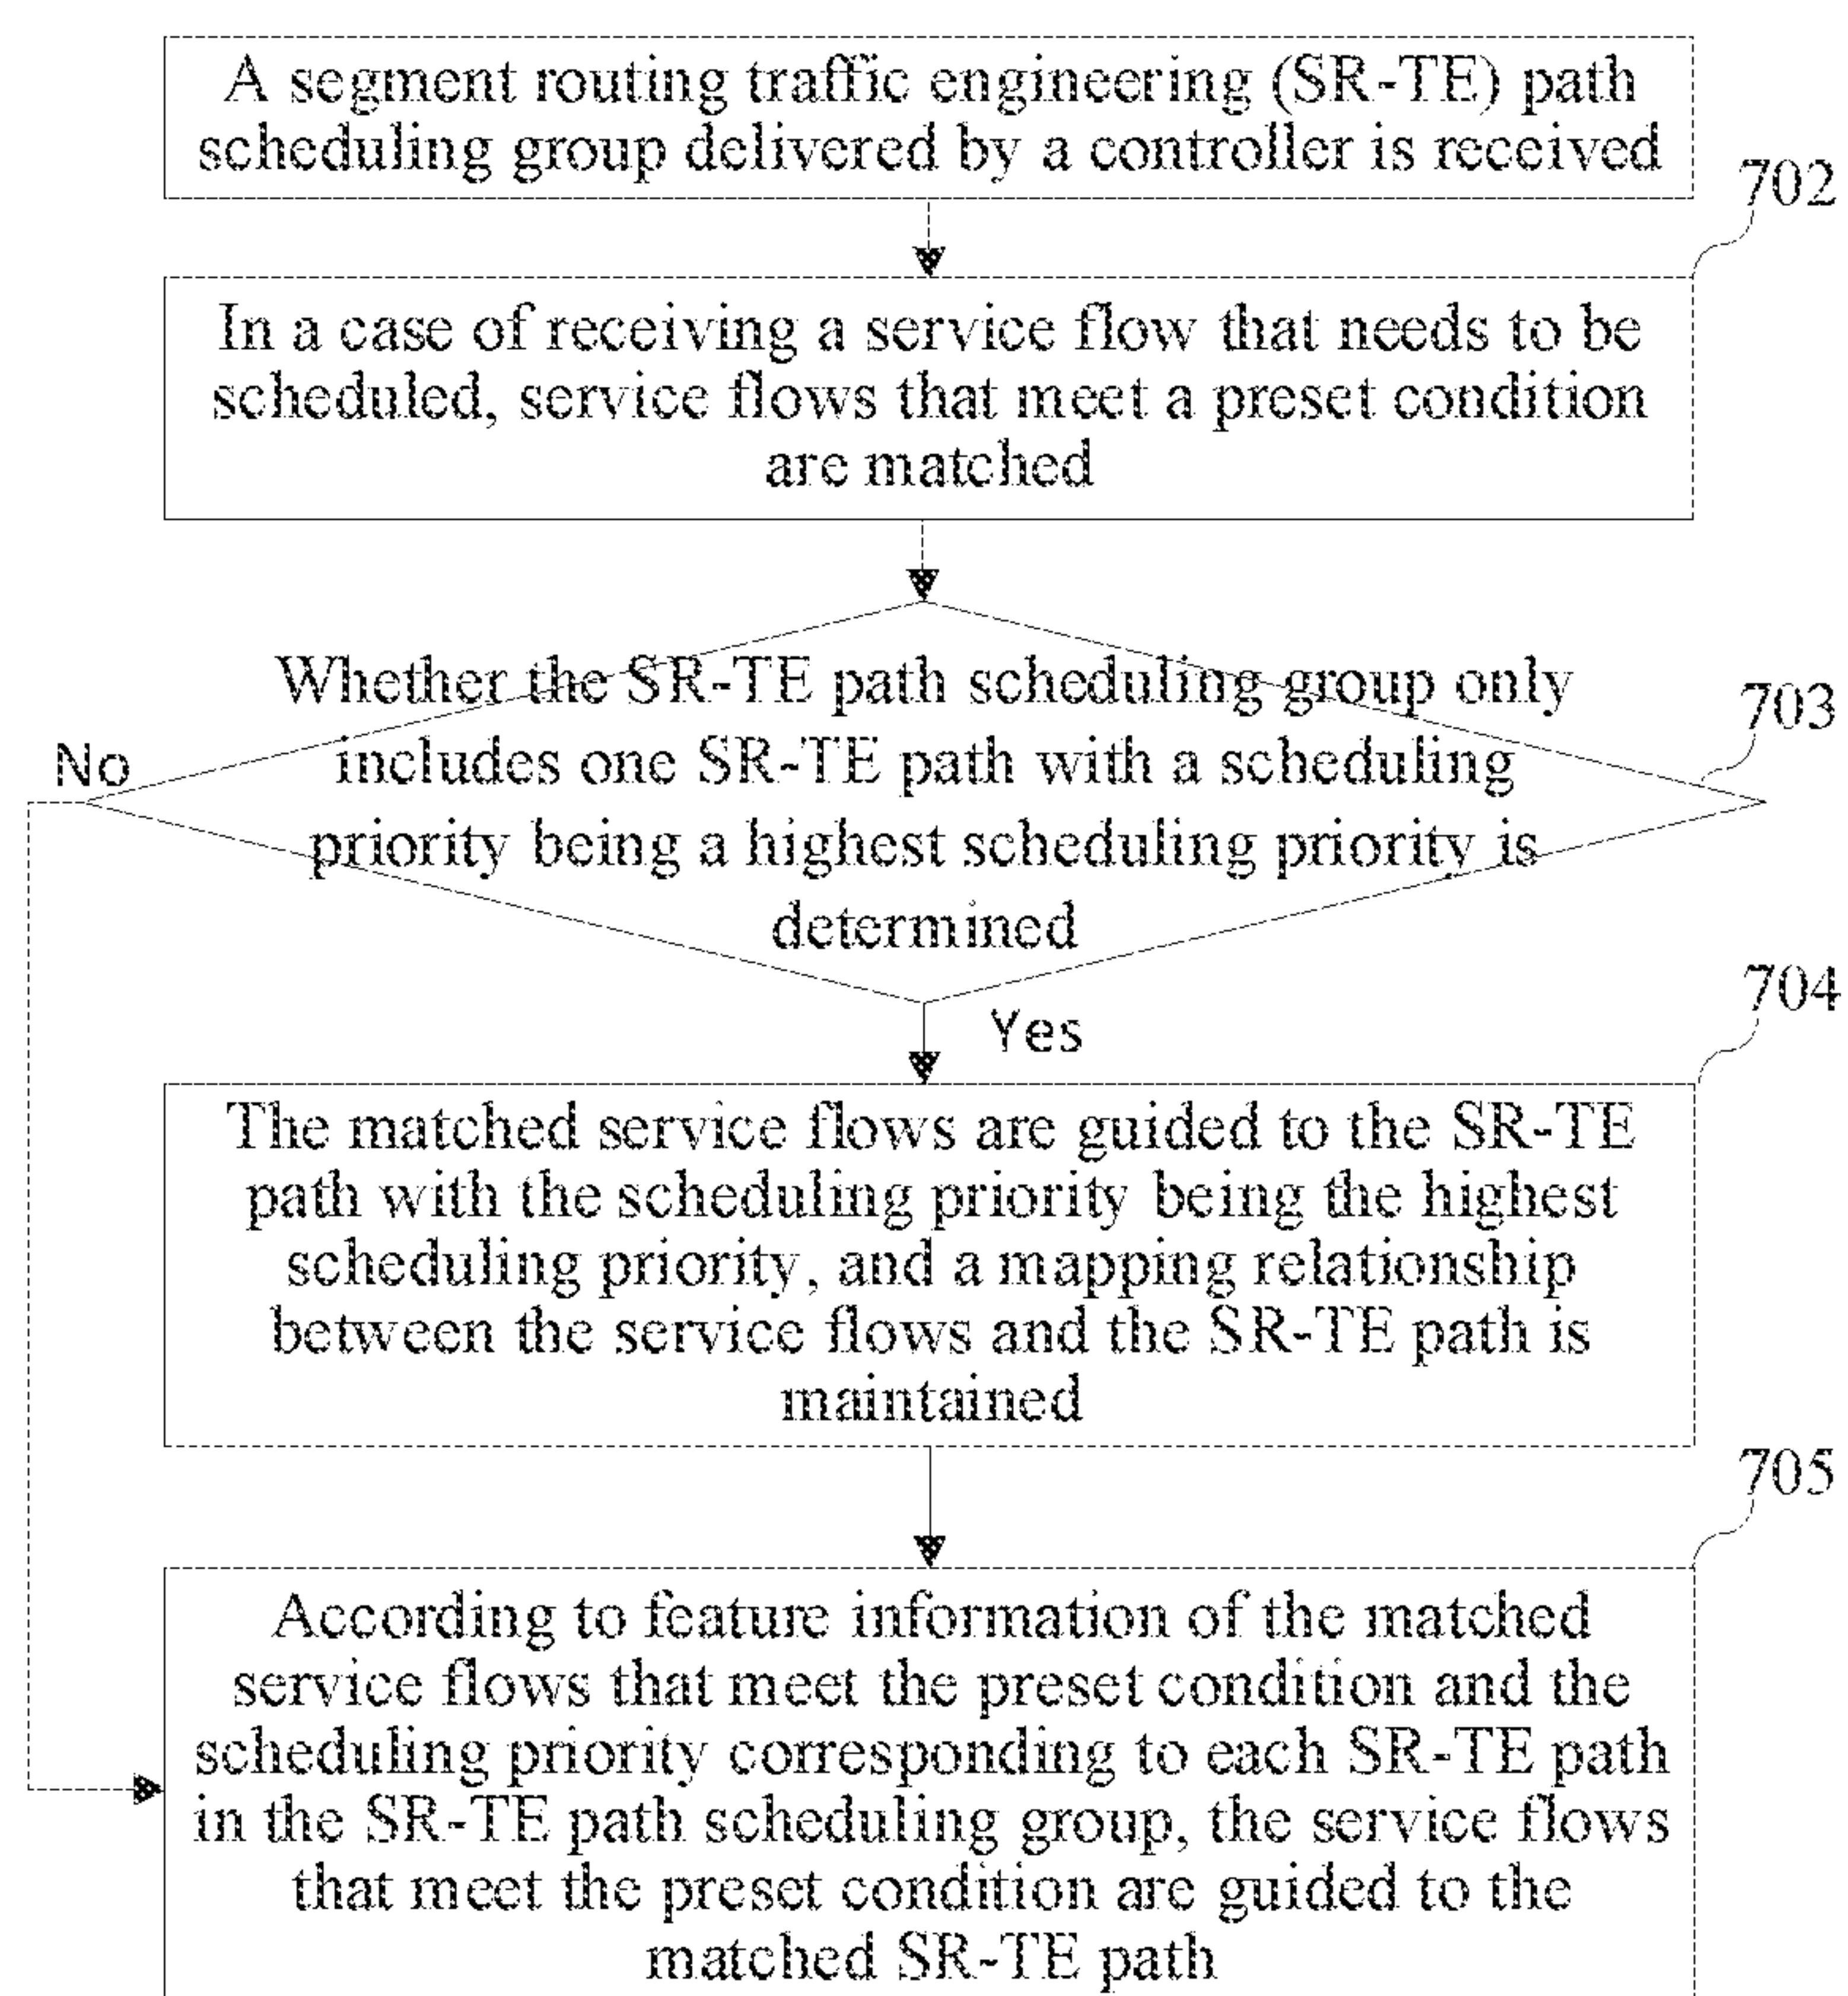 A segment routing traffic engineering (SR-TE) path
scheduling group delivered by a controller is received
702
In a case of receiving a service flow that needs to be
scheduled, service flows that meet a preset condition
are matched
Whether the SR-TE path scheduling group only
703
includes one SR-TE path with a scheduling
No
priority being a highest scheduling priority is
determined
704
Yes
The matched service flows are guided to the SR-TE
path with the scheduling priority being the highest
scheduling priority, and a mapping relationship
between the service flows and the SR-TE path is
maintained
705
According to feature information of the matched
service flows that meet the preset condition and the
scheduling priority corresponding to each SR-TE path
in the SR-TE path scheduling group, the service flows
that meet the preset condition are guided to the
matched SR-TE path